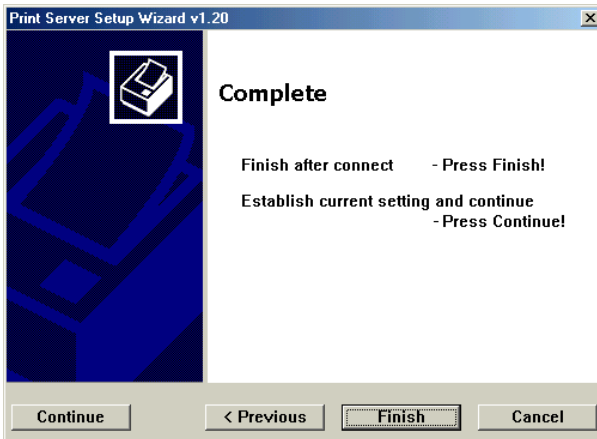 Print Server Setup Wizard v1.20
Complete
Finish after connect - Press Finish!
Establish current setting and continue
- Press Continue!
Continue < Previous Finish Cancel